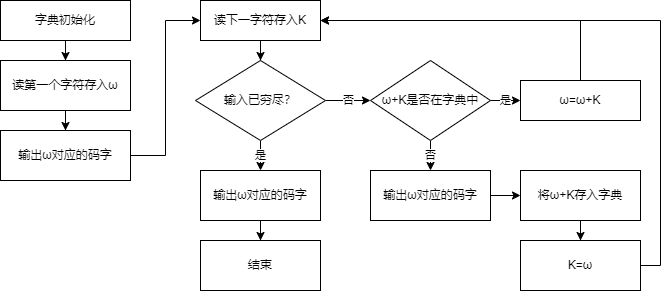 字典初始化
读第一个字符存入ω
输出ω对应的码字
读下一字符存入K
输入已穷尽？
否
ω+K是否在字典中
是
ω=ω+K
是
否
输出ω对应的码字
输出ω对应的码字
将ω+K存入字典
结束
K=ω